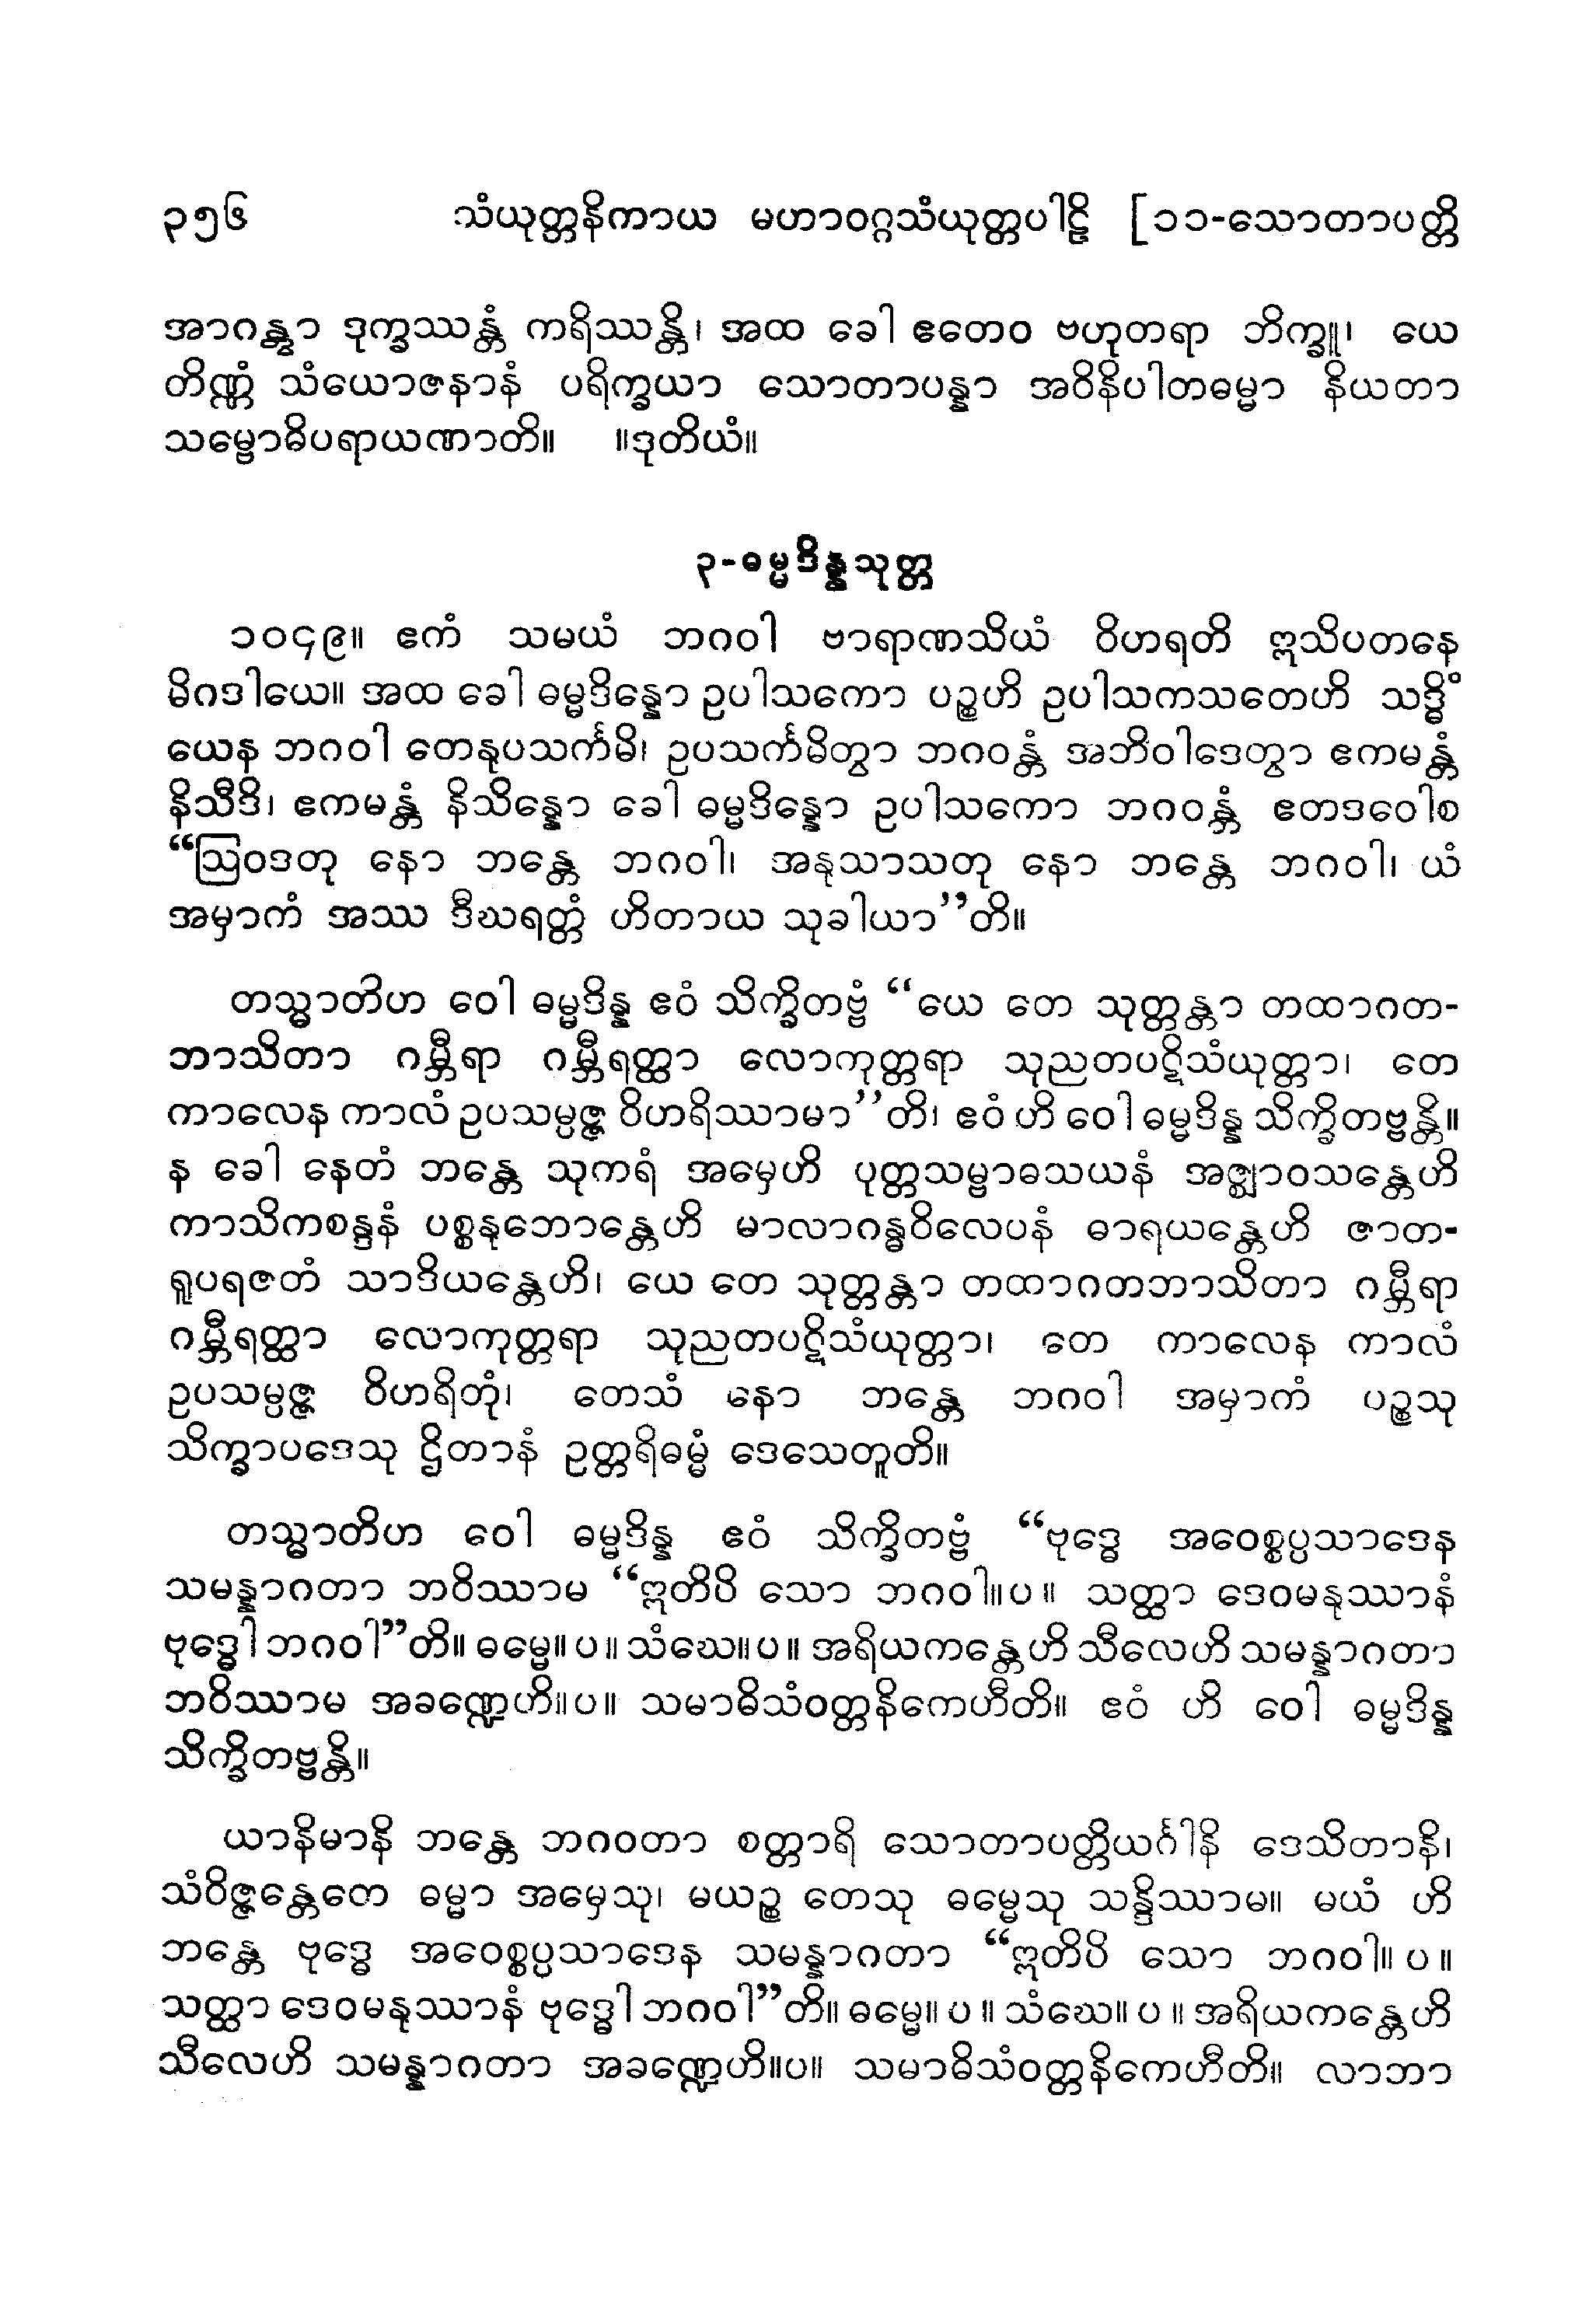 ၃၅၆ သံယုတ္တနိကာယ မဟာဝဂ္ဂသံယုတ္တပါဠိ [၁၁-သောတာပတ္တိ
အာဂန္တွာ ဒုက္ခဿန္တံ ကရိဿန္တိ၊ အထ ခေါ ဧတေဝ ဗဟုတရာ ဘိက္ခူ၊ ယေ
တိဏ္ဏံ သံယောဇနာနံ ပရိက္ခယာ သောတာပန္နာ အဝိနိပါတဓမ္မာ နိယတာ
သမ္ဗောဓိပရာယဏာတိ။ ။ဒုတိယံ။
၃-ဓမ္မဒိန္နသုတ္တ
၁၀၄၉။ ဧကံ သမယံ ဘဂဝါ ဗာရာဏသိယံ ဝိဟရတိ ဣသိပတနေ
မိဂဒါယေ။ အထ ခေါ ဓမ္မဒိန္နော ဥပါသကော ပဉ္စဟိ ဥပါသကသတေဟိ သဒ္ဓိံ
ယေန ဘဂဝါ တေနုပသင်္ကမိ၊ ဥပသင်္ကမိတွာ ဘဂဝန္တံ အဘိဝါဒေတွာ ဧကမန္တံ
နိသီဒိ၊ ဧကမန္တံ နိသိန္နော ခေါ ဓမ္မဒိန္နော ဥပါသကော ဘဂဝန္တံ ဧတဒဝေါစ
“ဩဝဒတု နော ဘန္တေ ဘဂဝါ၊ အနုသာသတု နော ဘန္တေ ဘဂဝါ၊ ယံ
အမှာကံ အဿ ဒီဃရတ္တံ ဟိတာယ သုခါယာ”တိ။
တသ္မာတိဟ ဝေါ ဓမ္မဒိန္န ဧဝံ သိက္ခိတဗ္ဗံ “ယေ တေ သုတ္တန္တာ တထာဂတ-
ဘာသိတာ ဂမ္ဘီရာ ဂမ္ဘီရတ္ထာ လောကုတ္တရာ သုညတပဋိသံယုတ္တာ၊ တေ
ကာလေန ကာလံ ဥပသမ္ပဇ္ဇ ဝိဟရိဿာမာ”တိ၊ ဧဝံ ဟိ ဝေါ ဓမ္မဒိန္န သိက္ခိတဗ္ဗန္တိ။
န ခေါ နေတံ ဘန္တေ သုကရံ အမှေဟိ ပုတ္တသမ္ဗာဓသယနံ အဇ္ဈာဝသန္တေဟိ
ကာသိကစန္ဒနံ ပစ္စနုဘောန္တေဟိ မာလာဂန္ဓဝိလေပနံ ဓာရယန္တေဟိ ဇာတ-
ရူပရဇတံ သာဒိယန္တေဟိ၊ ယေ တေ သုတ္တန္တာ တထာဂတဘာသိတာ ဂမ္ဘီရာ
ဂမ္ဘီရတ္ထာ လောကုတ္တရာ သုညတပဋိသံယုတ္တာ၊ တေ ကာလေန ကာလံ
ဥပသမ္ပဇ္ဇ ဝိဟရိတုံ၊ တေသံ နော ဘန္တေ ဘဂဝါ အမှာကံ ပဉ္စသု
သိက္ခာပဒေသု ဌိတာနံ ဥတ္တရိဓမ္မံ ဒေသေတူတိ။
တသ္မာတိဟ ဝေါ ဓမ္မဒိန္န ဧဝံ သိက္ခိတဗ္ဗံ “ဗုဒ္ဓေ အဝေစ္စပ္ပသာဒေန
သမန္နာဂတာ ဘဝိဿာမ “ဣတိပိ သော ဘဂဝါ။ပ။ သတ္ထာ ဒေဝမနုဿာနံ
ဗုဒ္ဓေါ ဘဂဝါ”တိ။ ဓမ္မေ။ ပ။ သံဃေ။ ပ။ အရိယကန္တေဟိ သီလေဟိ သမန္နာဂတာ
ဘဝိဿာမ အခဏ္ဍေဟိ။ပ။ သမာဓိသံဝတ္တနိကေဟီတိ။ ဧဝံ ဟိ ဝေါ ဓမ္မဒိန္န
သိက္ခိတဗ္ဗန္တိ။
ယာနိမာနိ ဘန္တေ ဘဂဝတာ စတ္တာရိ သောတာပတ္တိယင်္ဂါနိ ဒေသိတာနိ၊
သံဝိဇ္ဇန္တေတေ ဓမ္မာ အမှေသု၊ မယဉ္စ တေသု ဓမ္မေသု သန္ဒိဿာမ။ မယံ ဟိ
ဘန္တေ ဗုဒ္ဓေ အဝေစ္စပ္ပသာဒေန သမန္နာဂတာ “ဣတိပိ သော ဘဂဝါ။ ပ။
သတ္ထာ ဒေဝမနုဿာနံ ဗုဒ္ဓေါ ဘဂဝါ”တိ။ ဓမ္မေ။ ပ။ သံဃေ။ ပ။ အရိယကန္တေဟိ
သီလေဟိ သမန္နာဂတာ အခဏ္ဍေဟိ။ပ။ သမာဓိသံဝတ္တနိကေဟီတိ။ လာဘာ